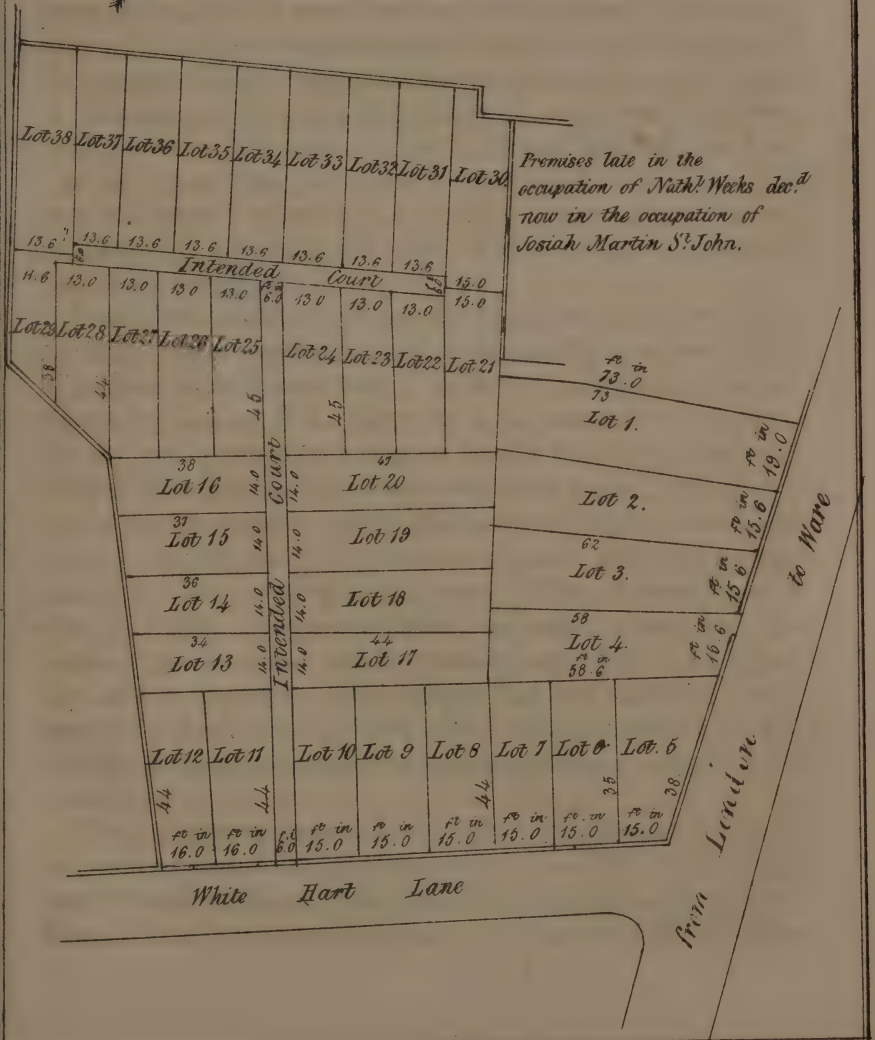 Lot 38 Lot 37 Lot 36 Lot 35 Lot 34 Lot 33 Lot 32 Lot 31 Lot 30
Premises late in the
occupation of Nath.l Weeks dec.d
now in the occupation of
Josiah Martin St John.
13.6 13.6 13.6 13.6 13.6 13.6 13.6 13.6 15.0
6.0 Intended Court 6.0
11.6 13.0 13.0 13.0 13.0 ft in 6.0 13.0 13.0 13.0 15.0
Lot 29 Lot 28 Lot 27 Lot 26 Lot 25 Lot 24 Lot 23 Lot 22 Lot 21
38 44 45 45
ft in
73.0
73
Lot 1.
ft in
19.0
Lot 2.
ft in
15.6
62
Lot 3.
ft in
15.6
58
Lot 4.
ft in
58.6
ft in
15.6
38
Lot 16
14.0
47
Lot 20
14.0
37
Lot 15
14.0
Lot 19
14.0
36
Lot 14
14.0
Lot 18
14.0
34
Lot 13
14.0
44
Lot 17
14.0
Intended Court
Lot 12 Lot 11 Lot 10 Lot 9 Lot 8 Lot 7 Lot 6 Lot. 5
44 44 44 35 38
ft in ft in ft in ft in ft in ft in ft in ft in
16.0 16.0 6.0 15.0 15.0 15.0 15.0 15.0 15.0
White Hart Lane
from London to Ware